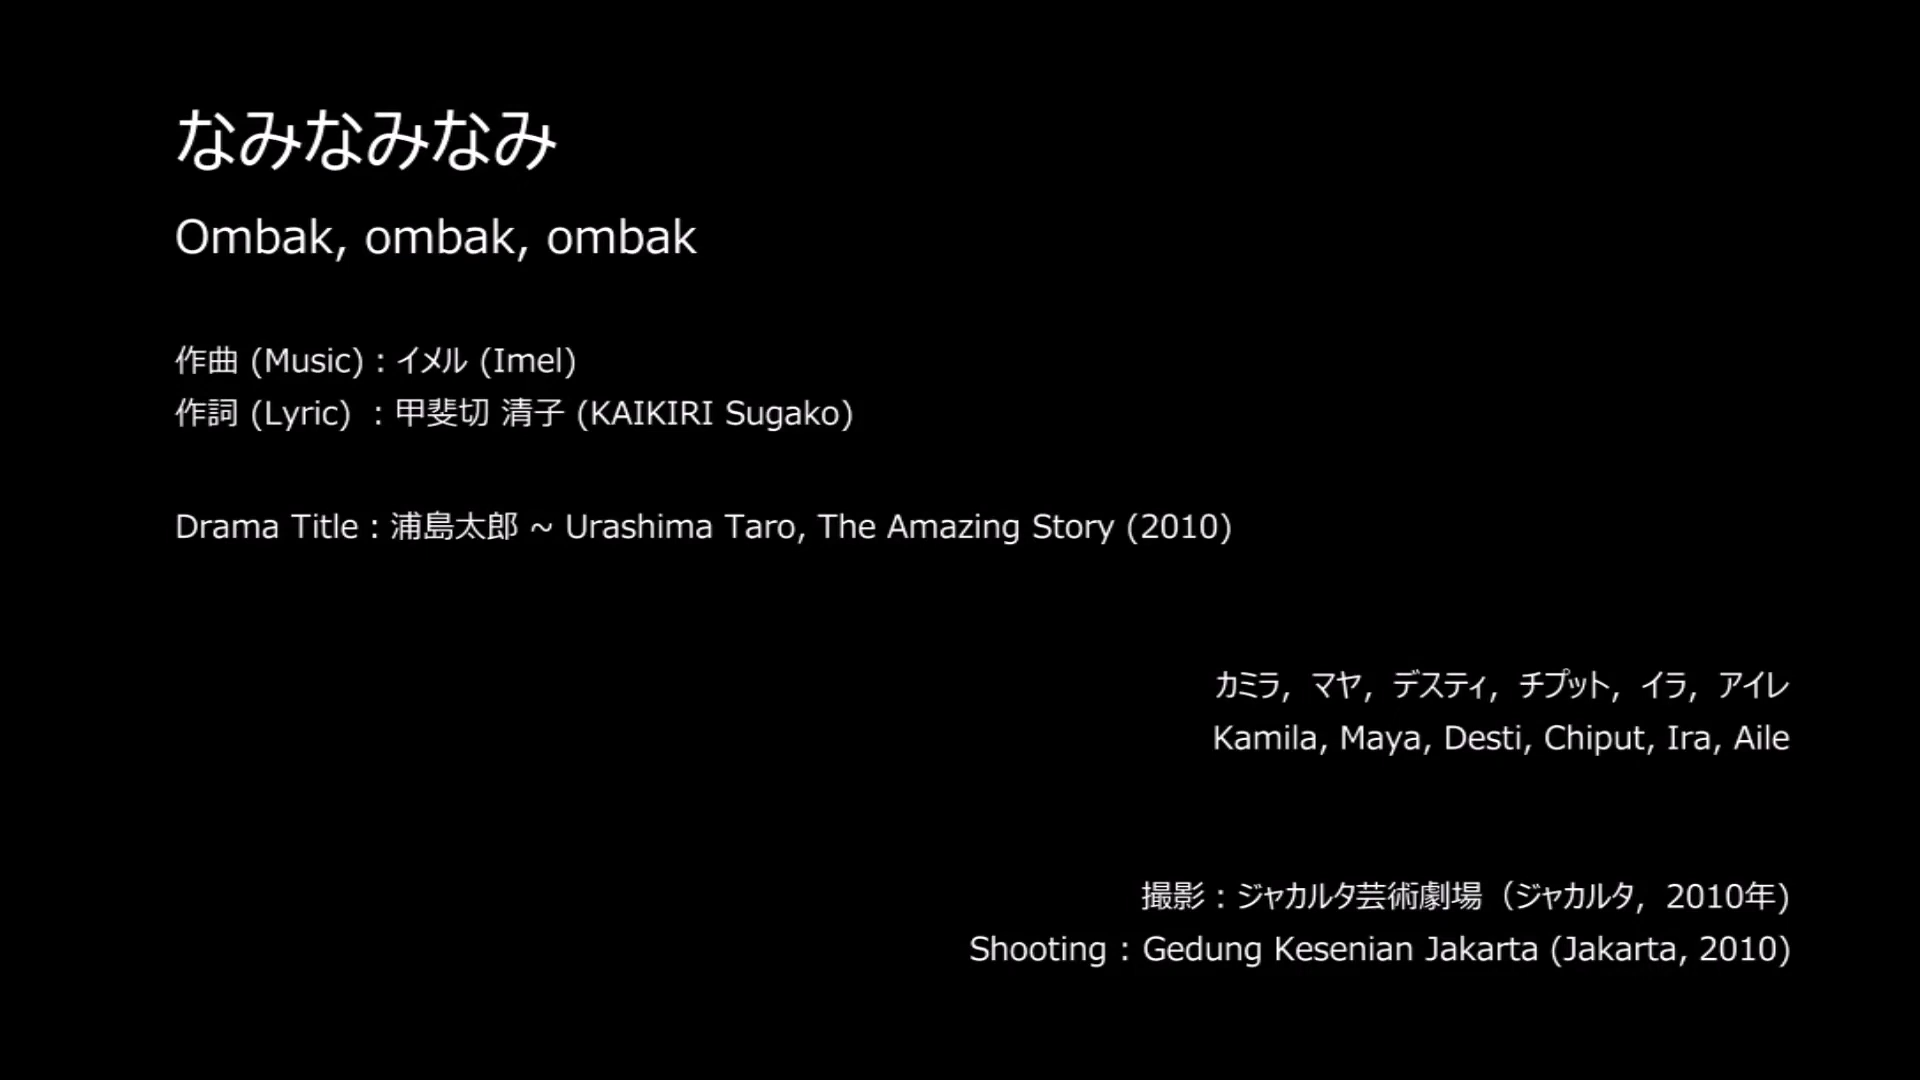 なみなみなみ
Ombak, ombak, ombak
作曲 (Music) : イメル (Imel)
作詞 (Lyric) : 甲斐切 清子 (KAIKIRI Sugako)
Drama Title : 浦島太郎 ~ Urashima Taro, The Amazing Story (2010)
カミラ, マヤ, デスティ, チプット, イラ, アイレ
Kamila, Maya, Desti, Chiput, Ira, Aile
撮影 : ジャカルタ芸術劇場（ジャカルタ, 2010年)
Shooting : Gedung Kesenian Jakarta (Jakarta, 2010)